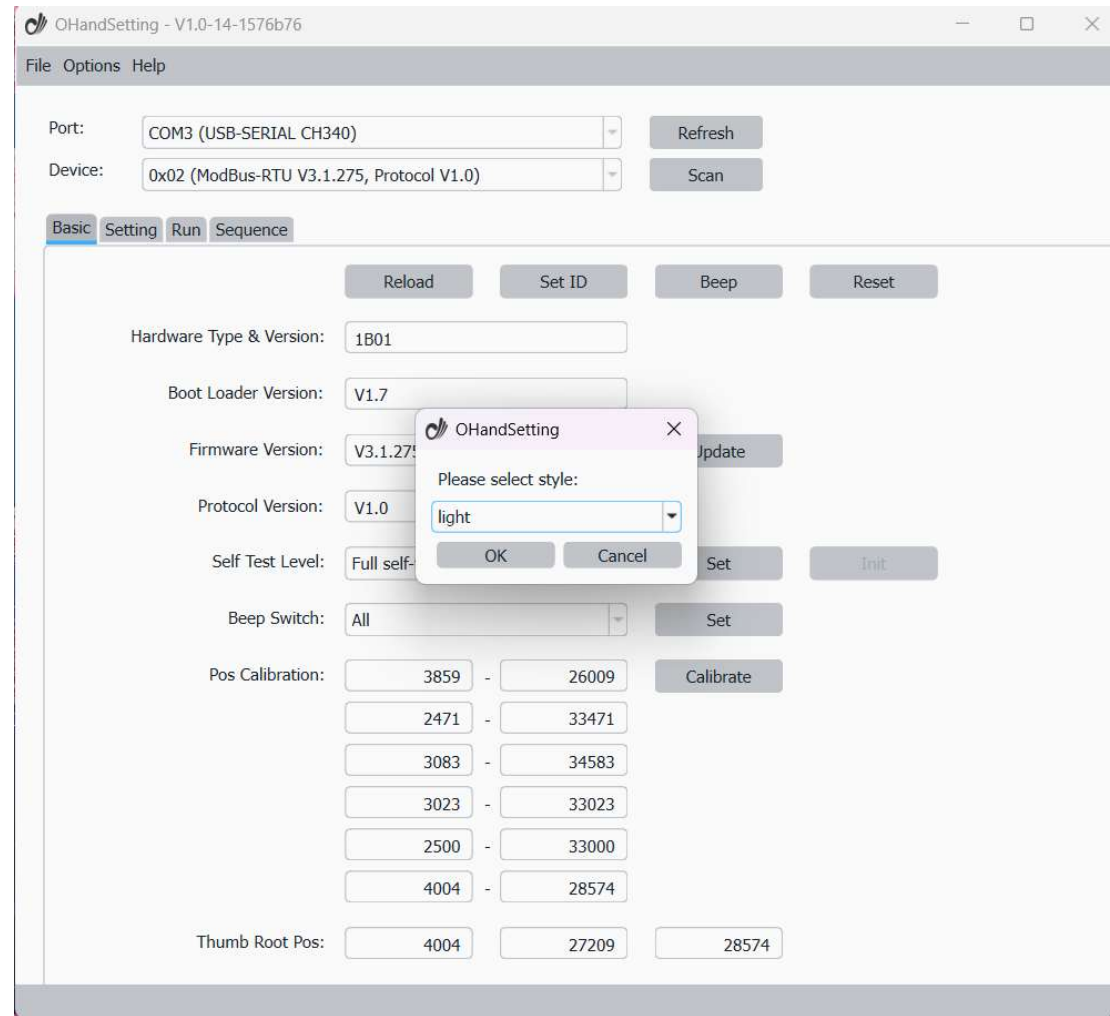 OHandSetting - V1.0-14-1576b76
File Options Help
Port: COM3 (USB-SERIAL CH340) Refresh
Device: 0x02 (ModBus-RTU V3.1.275, Protocol V1.0) Scan
Basic Setting Run Sequence
Reload Set ID Beep Reset
Hardware Type & Version: 1B01
Boot Loader Version: V1.7
Firmware Version: V3.1.275 Update
Protocol Version: V1.0
Self Test Level: Full self- Set Init
Beep Switch: All Set
Pos Calibration: 3859 - 26009 Calibrate
2471 - 33471
3083 - 34583
3023 - 33023
2500 - 33000
4004 - 28574
Thumb Root Pos: 4004 27209 28574
OHandSetting
Please select style:
light
OK Cancel